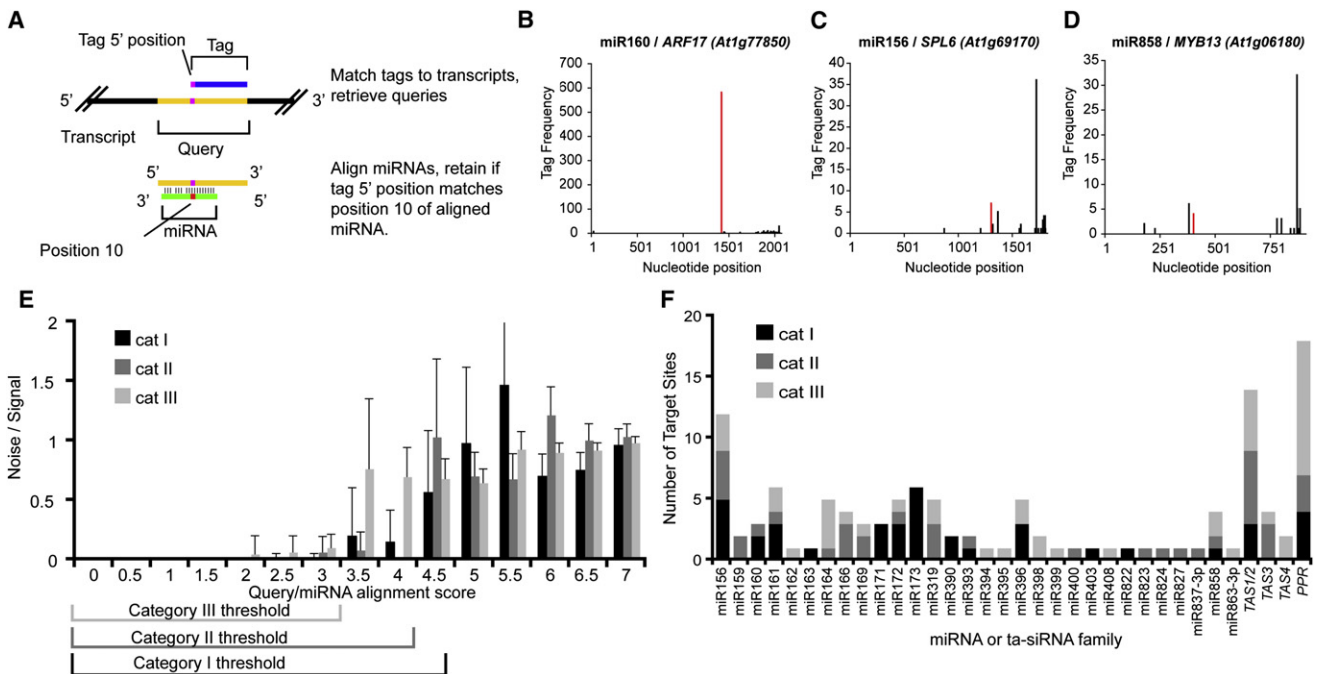 A
Tag 5' position
Tag
5'
3'
Match tags to transcripts,
retrieve queries
Transcript
Query
5'
3'
3'
5'
miRNA
Position 10
Align miRNAs, retain if
tag 5' position matches
position 10 of aligned
miRNA.
B
miR160 / ARF17 (At1g77850)
Tag Frequency
700
600
500
400
300
200
100
0
1 501 1001 1501 2001
Nucleotide position
C
miR156 / SPL6 (At1g69170)
Tag Frequency
40
35
30
25
20
15
10
5
0
1 501 1001 1501
Nucleotide position
D
miR858 / MYB13 (At1g06180)
Tag Frequency
35
30
25
20
15
10
5
0
1 251 501 751
Nucleotide position
E
Noise / Signal
2
1.5
1
0.5
0
cat I
cat II
cat III
0 0.5 1 1.5 2 2.5 3 3.5 4 4.5 5 5.5 6 6.5 7
Query/miRNA alignment score
Category III threshold
Category II threshold
Category I threshold
F
Number of Target Sites
20
15
10
5
0
cat I
cat II
cat III
miR156
miR159
miR160
miR161
miR162
miR163
miR164
miR166
miR169
miR171
miR172
miR173
miR319
miR390
miR393
miR394
miR395
miR396
miR398
miR399
miR400
miR403
miR408
miR822
miR823
miR824
miR827
miR837-3p
miR858
miR863-3p
TAS1/2
TAS3
TAS4
PPR
miRNA or ta-siRNA family